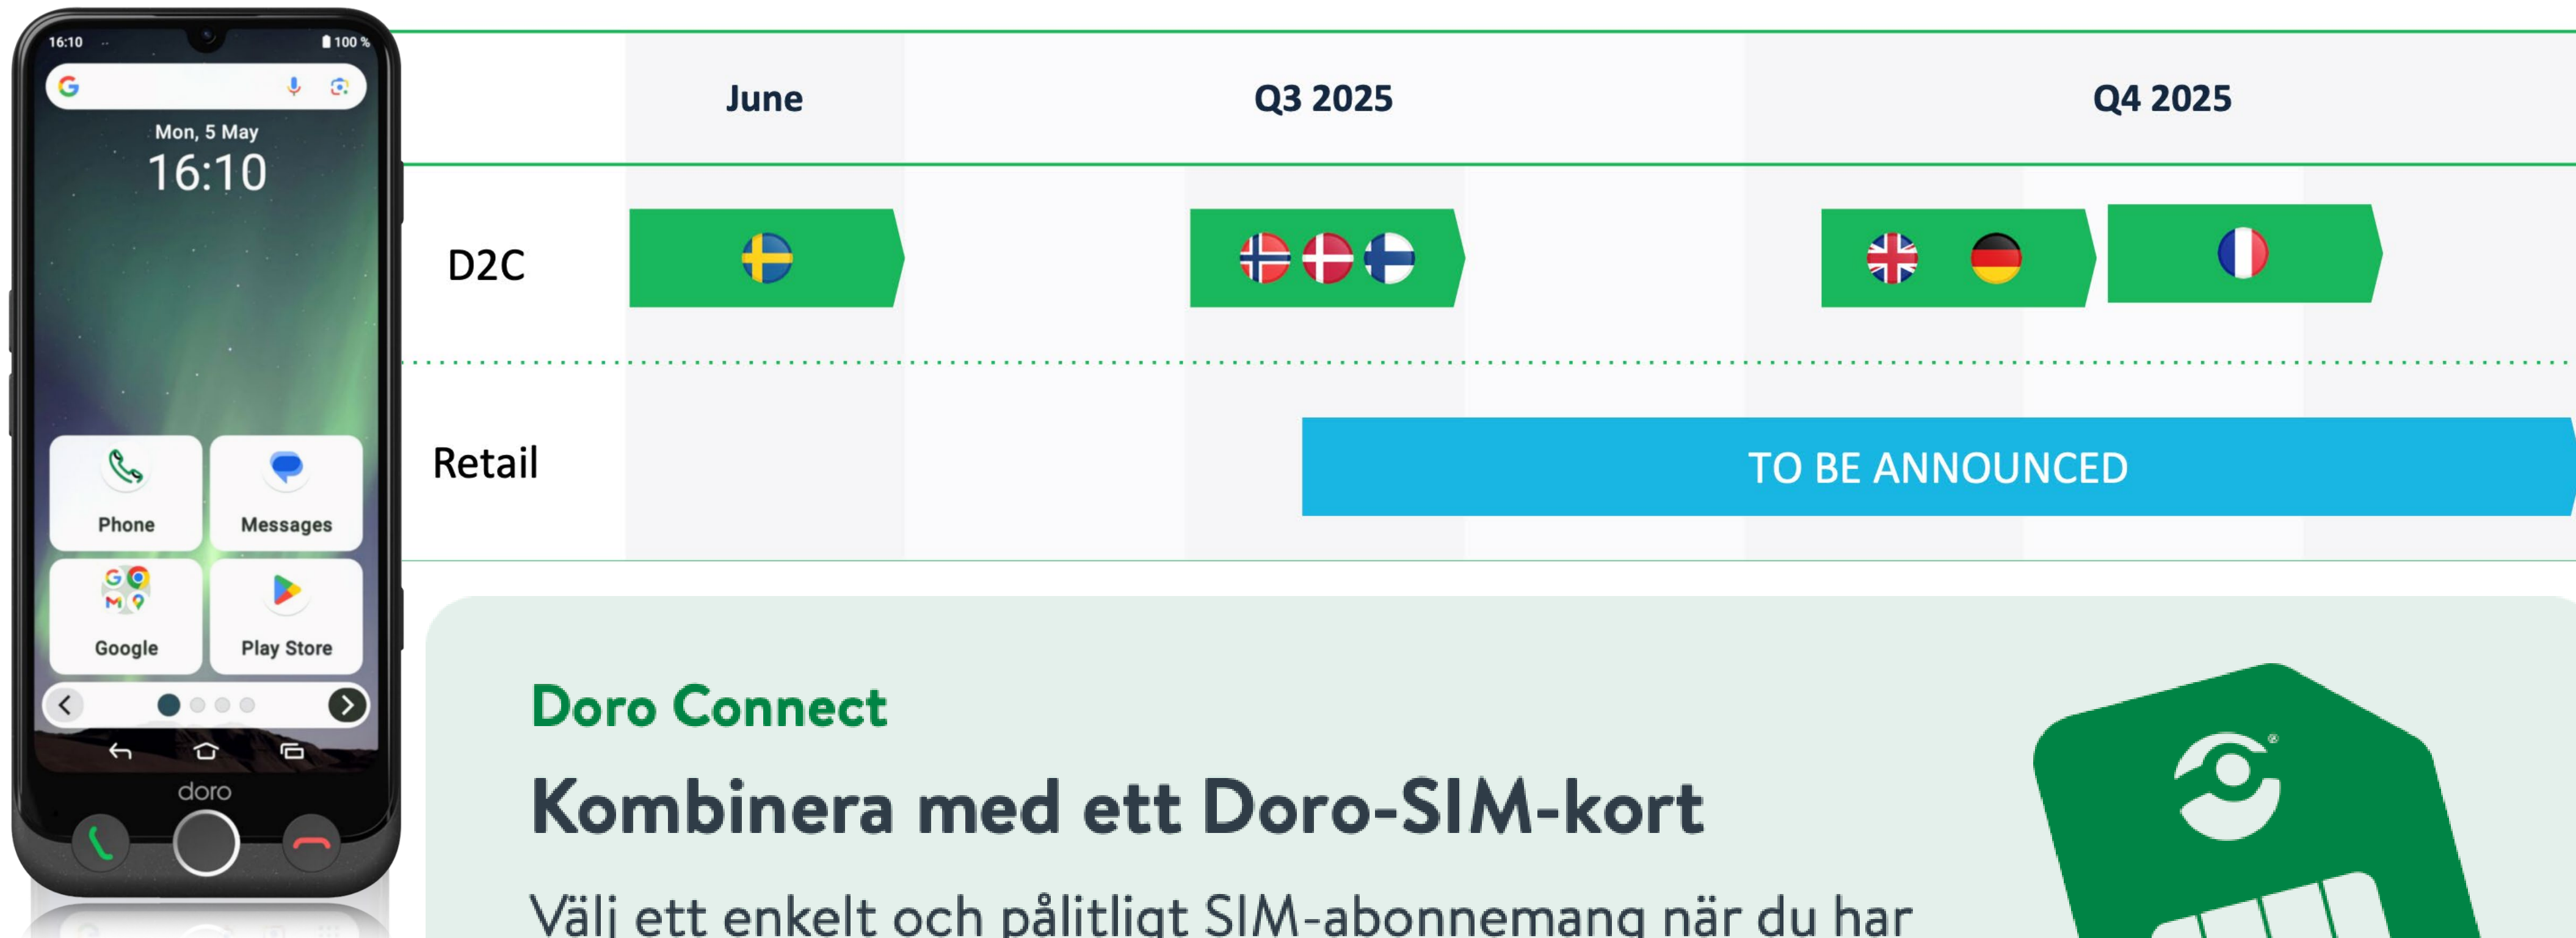 16:10
100 %
Mon, 5 May
16:10
Phone
Messages
Google
Play Store
doro
June
Q3 2025
Q4 2025
D2C
Retail
TO BE ANNOUNCED
Doro Connect
Kombinera med ett Doro-SIM-kort
Välj ett enkelt och pålitligt SIM-abonnemang när du har